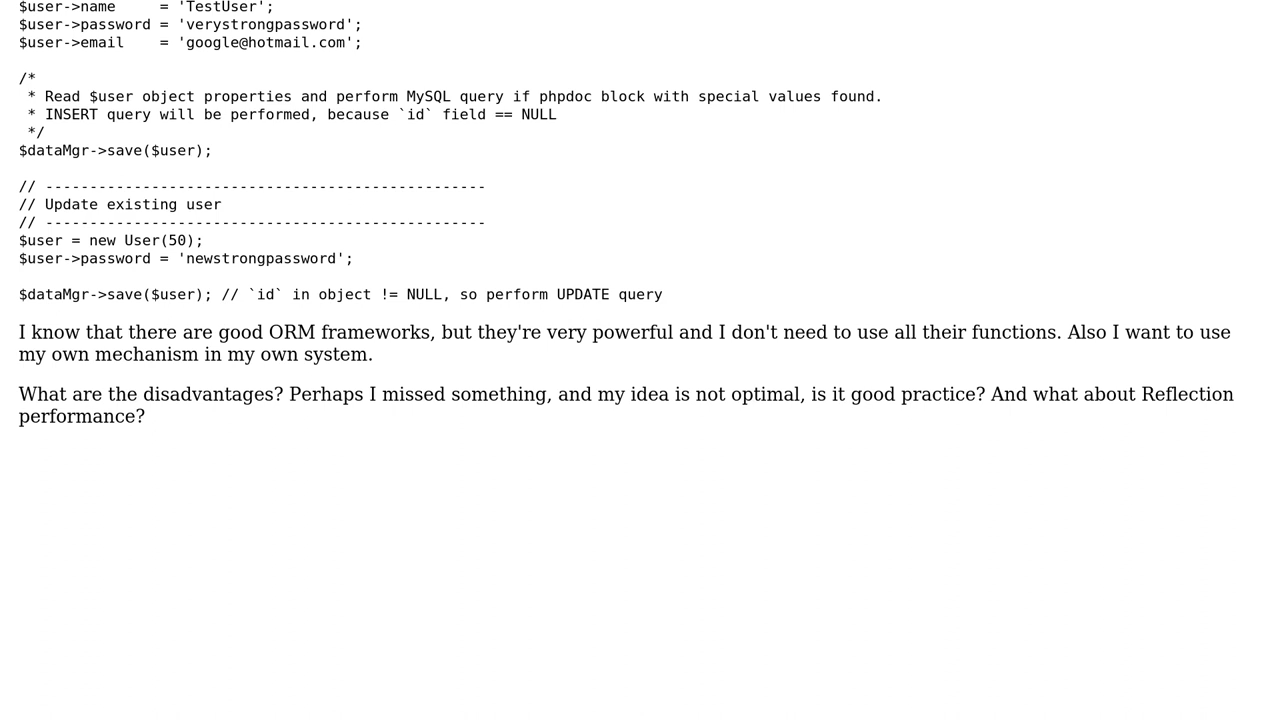 $user->name     = 'TestUser';
$user->password = 'verystrongpassword';
$user->email    = 'google@hotmail.com';
/*
 * Read $user object properties and perform MySQL query if phpdoc block with special values found.
 * INSERT query will be performed, because `id` field == NULL
 */
$dataMgr->save($user);
// --------------------------------------------------
// Update existing user
// --------------------------------------------------
$user = new User(50);
$user->password = 'newstrongpassword';
$dataMgr->save($user); // `id` in object != NULL, so perform UPDATE query
I know that there are good ORM frameworks, but they're very powerful and I don't need to use all their functions. Also I want to use
my own mechanism in my own system.
What are the disadvantages? Perhaps I missed something, and my idea is not optimal, is it good practice? And what about Reflection
performance?